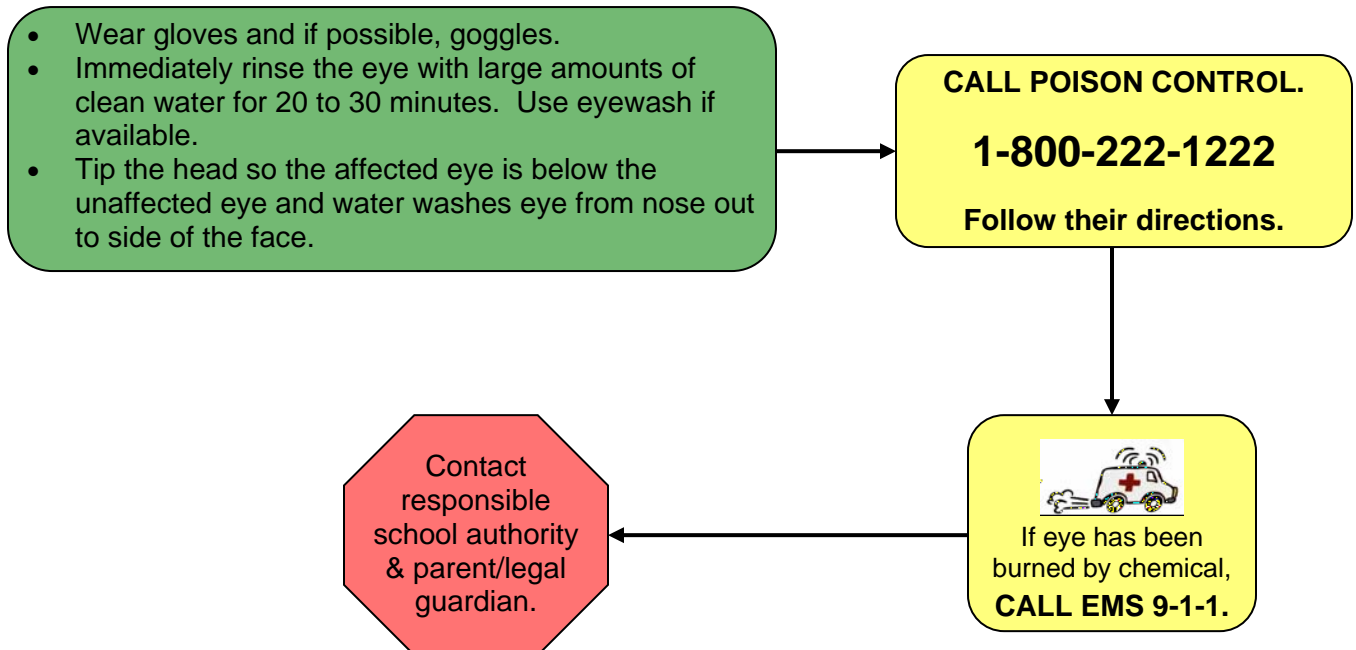 • Wear gloves and if possible, goggles.
• Immediately rinse the eye with large amounts of
clean water for 20 to 30 minutes.  Use eyewash if
available.
• Tip the head so the affected eye is below the
unaffected eye and water washes eye from nose out
to side of the face.
CALL POISON CONTROL.
1-800-222-1222
Follow their directions.
If eye has been
burned by chemical,
CALL EMS 9-1-1.
Contact
responsible
school authority
& parent/legal
guardian.